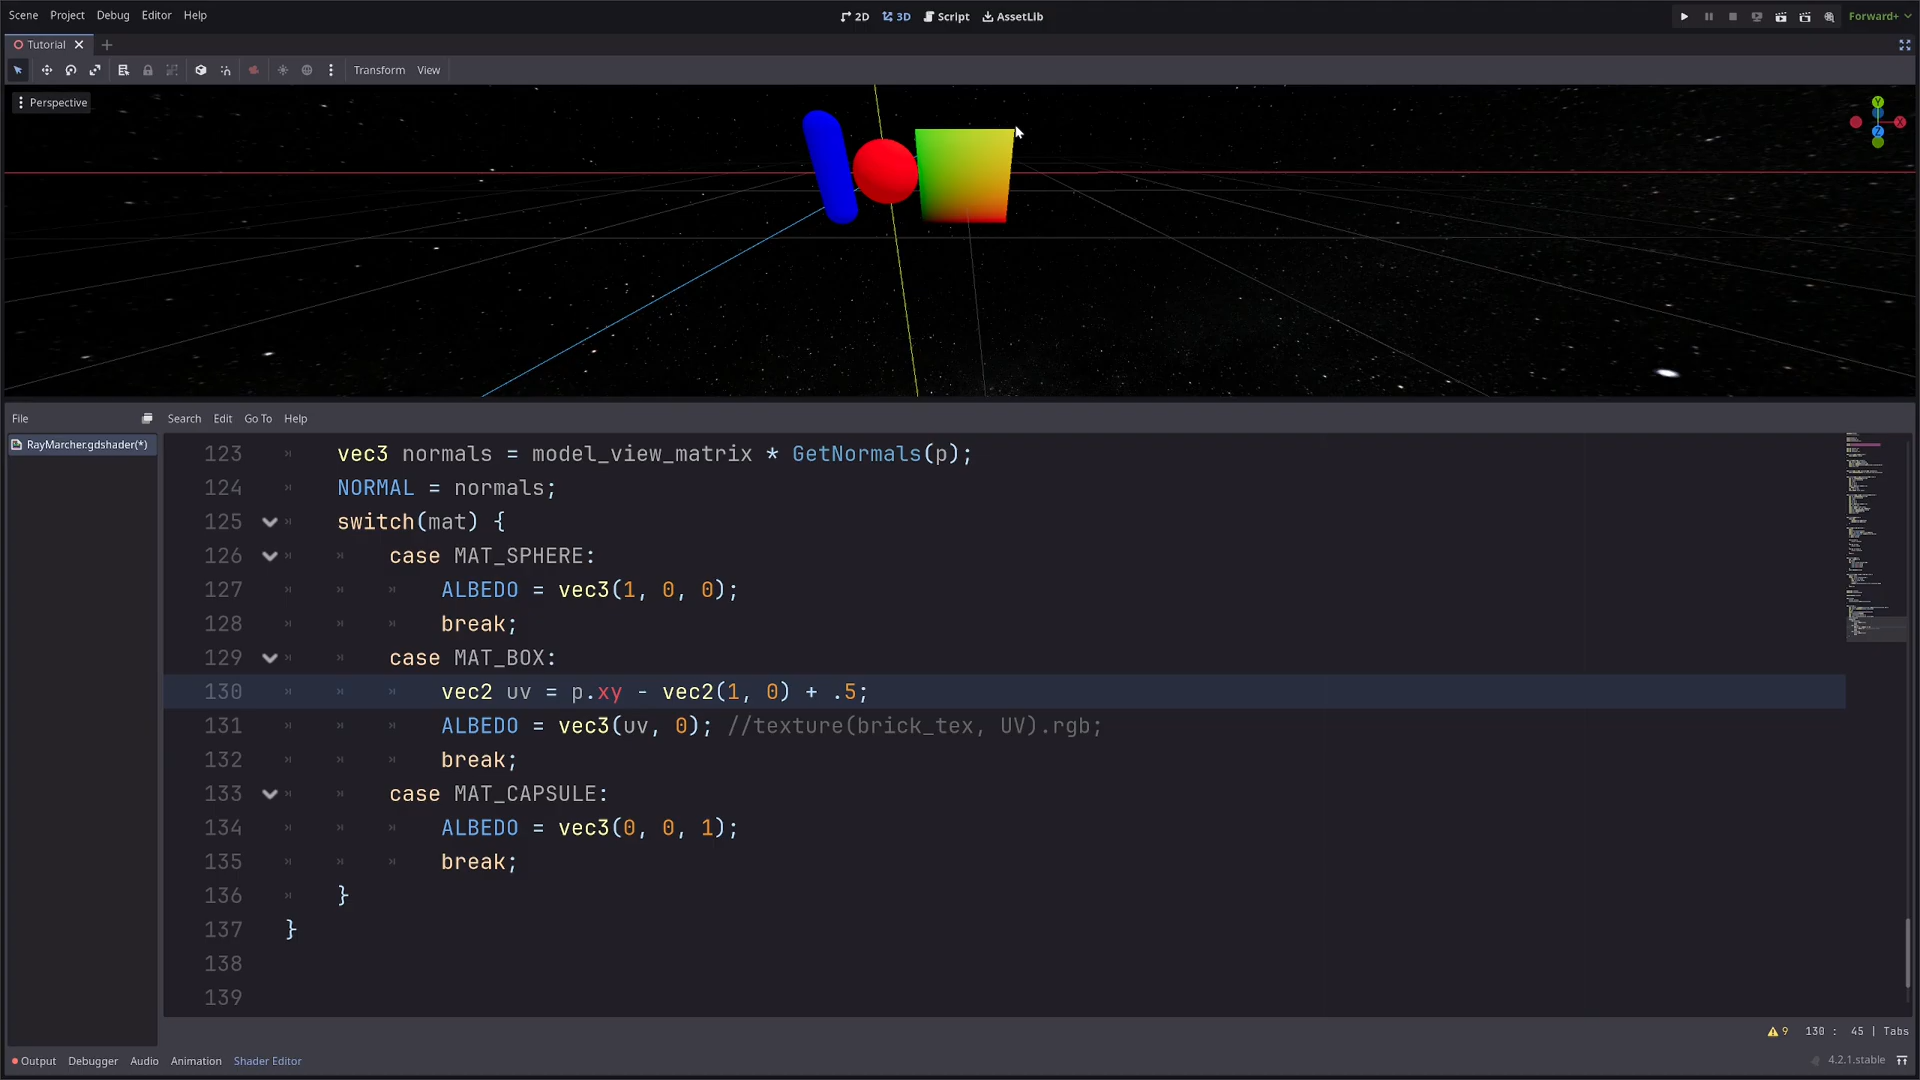 Scene Project Debug Editor Help
2D 3D Script AssetLib
Forward+
Tutorial
Transform View
Perspective
Y
X
Z
File
Search Edit Go To Help
RayMarcher.gdshader(*)
123 vec3 normals = model_view_matrix * GetNormals(p);
124 NORMAL = normals;
125 switch(mat) {
126 case MAT_SPHERE:
127 ALBEDO = vec3(1, 0, 0);
128 break;
129 case MAT_BOX:
130 vec2 uv = p.xy - vec2(1, 0) + .5;
131 ALBEDO = vec3(uv, 0); //texture(brick_tex, UV).rgb;
132 break;
133 case MAT_CAPSULE:
134 ALBEDO = vec3(0, 0, 1);
135 break;
136 }
137 }
138
139
9 130 : 45 | Tabs
Output Debugger Audio Animation Shader Editor
4.2.1.stable